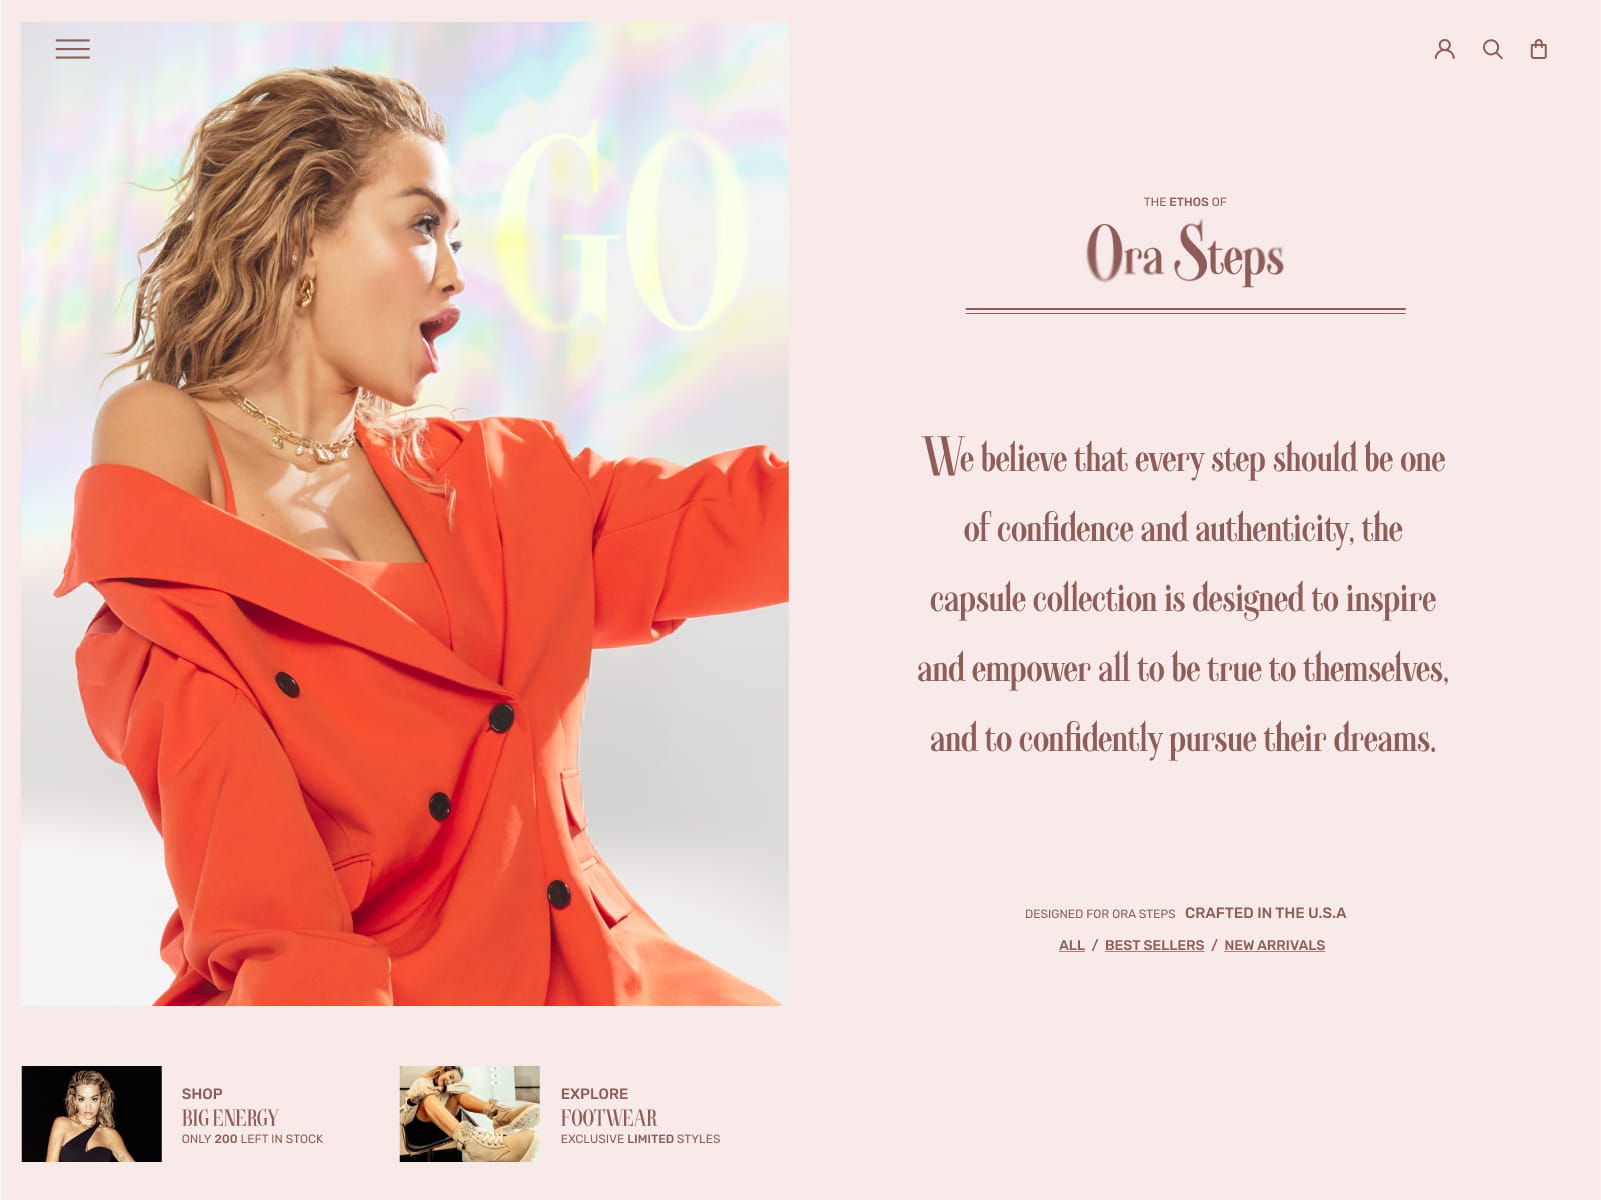 GO
THE ETHOS OF
Ora Steps
We believe that every step should be one
of confidence and authenticity, the
capsule collection is designed to inspire
and empower all to be true to themselves,
and to confidently pursue their dreams.
DESIGNED FOR ORA STEPS CRAFTED IN THE U.S.A
ALL / BEST SELLERS / NEW ARRIVALS
SHOP
BIG ENERGY
ONLY 200 LEFT IN STOCK
EXPLORE
FOOTWEAR
EXCLUSIVE LIMITED STYLES